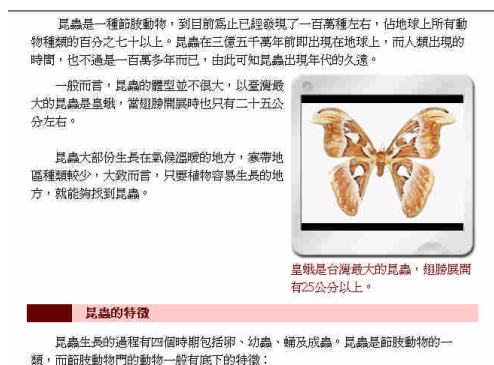 昆蟲是一種節肢動物，到目前為止已經發現了一百萬種左右，佔地球上所有動
物種類的百分之七十以上。昆蟲在三億五千萬年前即出現在地球上，而人類出現的
時間，也不過是一百萬多年而已，由此可知昆蟲出現年代的久遠。
一般而言，昆蟲的體型並不很大，以臺灣最
大的昆蟲是皇蛾，當翅膀開展時也只有二十五公
分左右。
昆蟲大部份生長在氣候溫暖的地方，寒帶地
區種類較少，大致而言，只要植物容易生長的地
方，就能夠找到昆蟲。
皇蛾是台灣最大的昆蟲，翅膀展開
有25公分以上。
昆蟲的特徵
昆蟲生長的過程有四個時期包括卵、幼蟲、蛹及成蟲。昆蟲是節肢動物的一
類，而節肢動物門的動物一般有底下的特徵：